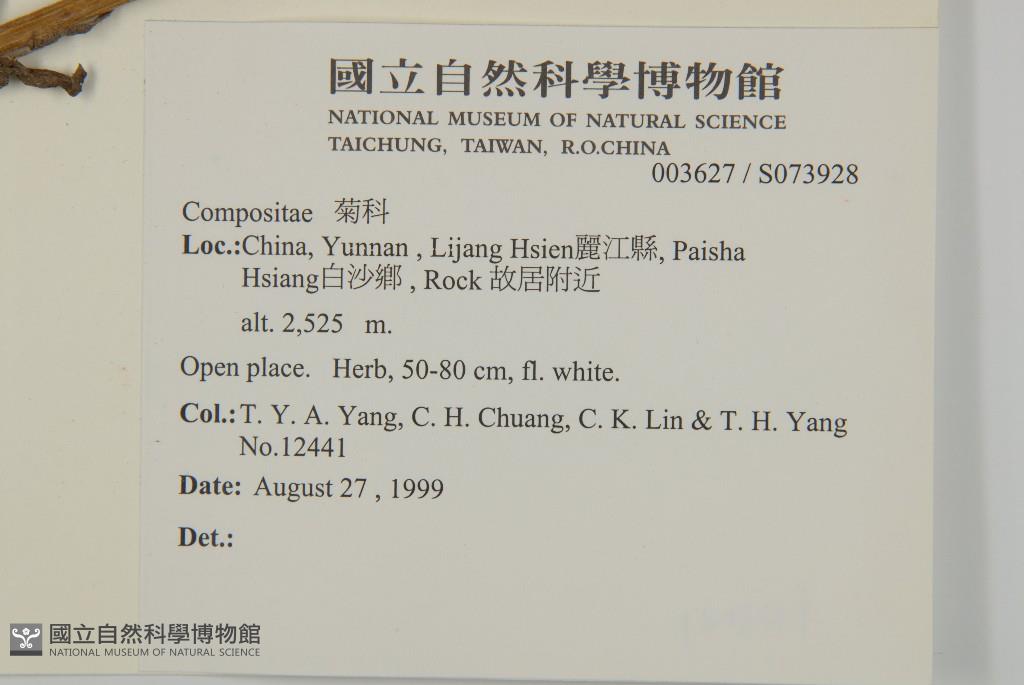 國立自然科學博物館
NATIONAL MUSEUM OF NATURAL SCIENCE
TAICHUNG, TAIWAN, R.O.CHINA
003627 / S073928
Compositae 菊科
Loc.:China, Yunnan , Lijang Hsien麗江縣, Paisha
Hsiang白沙鄉 , Rock 故居附近
alt. 2,525 m.
Open place. Herb, 50-80 cm, fl. white.
Col.: T. Y. A. Yang, C. H. Chuang, C. K. Lin & T. H. Yang
No.12441
Date: August 27 , 1999
Det.:
國立自然科學博物館
NATIONAL MUSEUM OF NATURAL SCIENCE